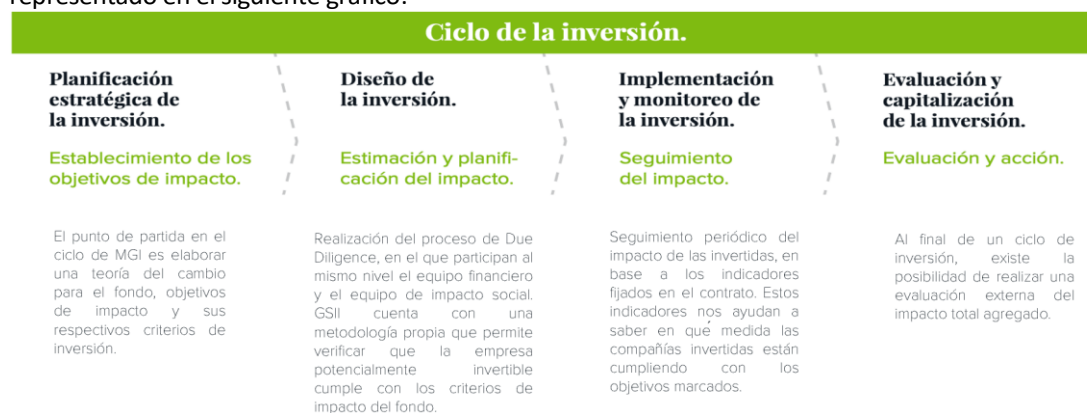 representado en el siguiente gráfico:
Ciclo de la inversión.
Planificación
estratégica de
la inversión.
Establecimiento de los
objetivos de impacto.
El punto de partida en el
ciclo de MGI es elaborar
una teoría del cambio
para el fondo, objetivos
de impacto y sus
respectivos criterios de
inversión.
Diseño de
la inversión.
Estimación y planifi-
cación del impacto.
Realización del proceso de Due
Diligence, en el que participan al
mismo nivel el equipo financiero
y el equipo de impacto social.
GSII cuenta con una
metodología propia que permite
verificar que la empresa
potencialmente invertible
cumple con los criterios de
impacto del fondo.
Implementación
y monitoreo de
la inversión.
Seguimiento
del impacto.
Seguimiento periódico del
impacto de las invertidas, en
base a los indicadores
fijados en el contrato. Estos
indicadores nos ayudan a
saber en qué medida las
compañías invertidas están
cumpliendo con los
objetivos marcados.
Evaluación y
capitalización
de la inversión.
Evaluación y acción.
Al final de un ciclo de
inversión, existe la
posibilidad de realizar una
evaluación externa del
impacto total agregado.